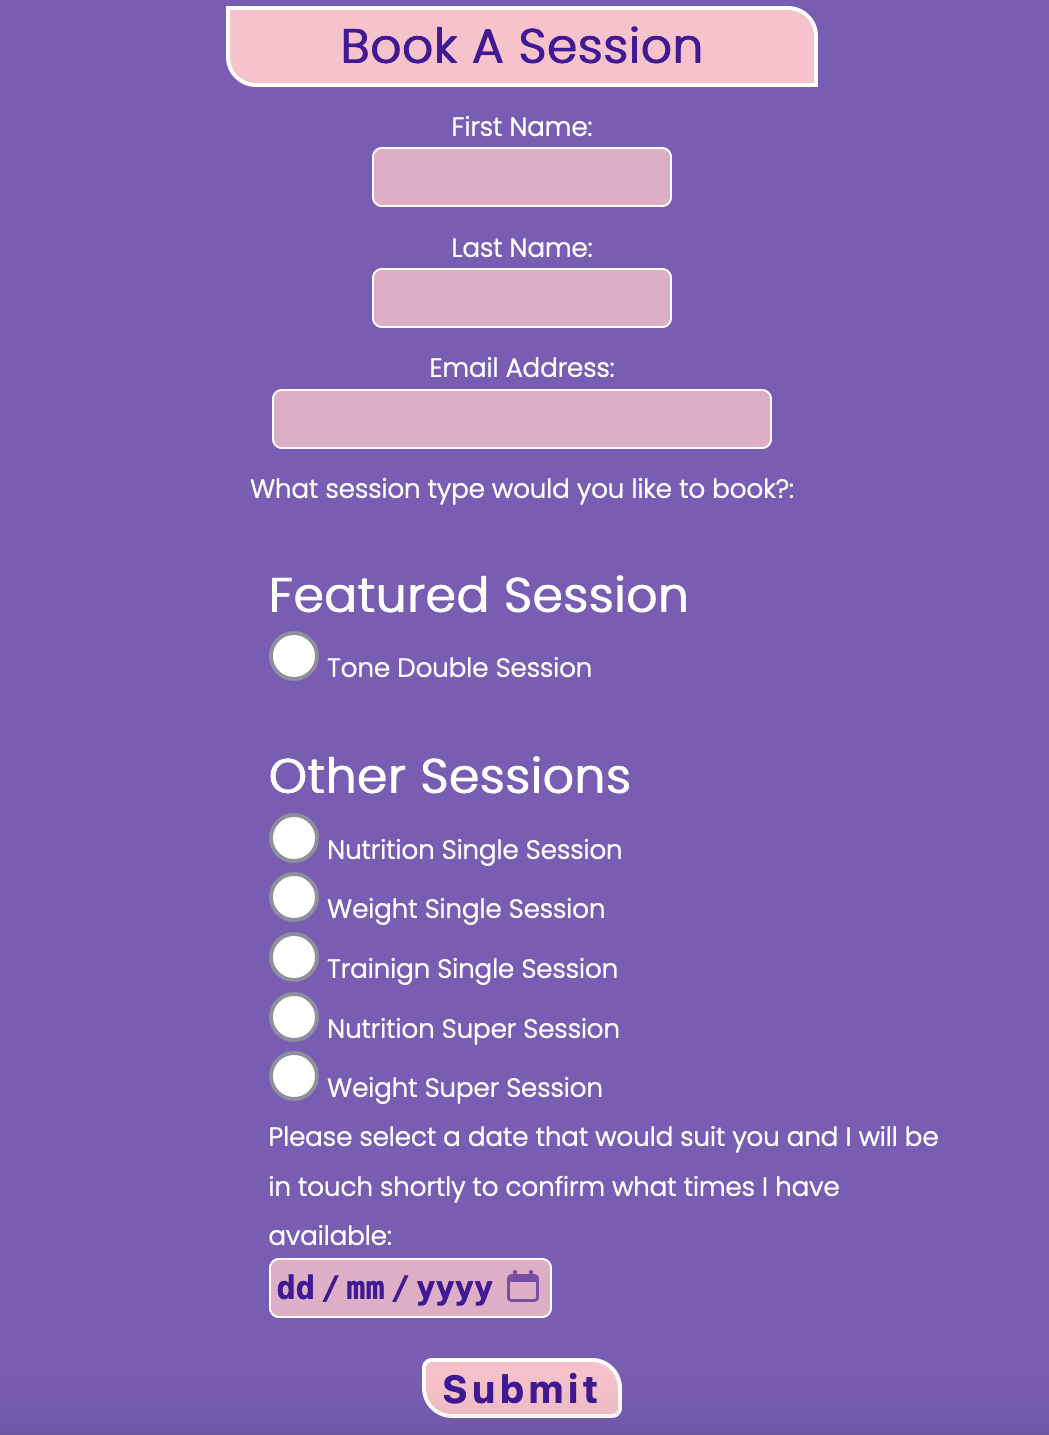 Book A Session
First Name:
Last Name:
Email Address:
What session type would you like to book?:
Featured Session
Tone Double Session
Other Sessions
Nutrition Single Session
Weight Single Session
Trainign Single Session
Nutrition Super Session
Weight Super Session
Please select a date that would suit you and I will be
in touch shortly to confirm what times I have
available:
dd/mm/yyyy
Submit